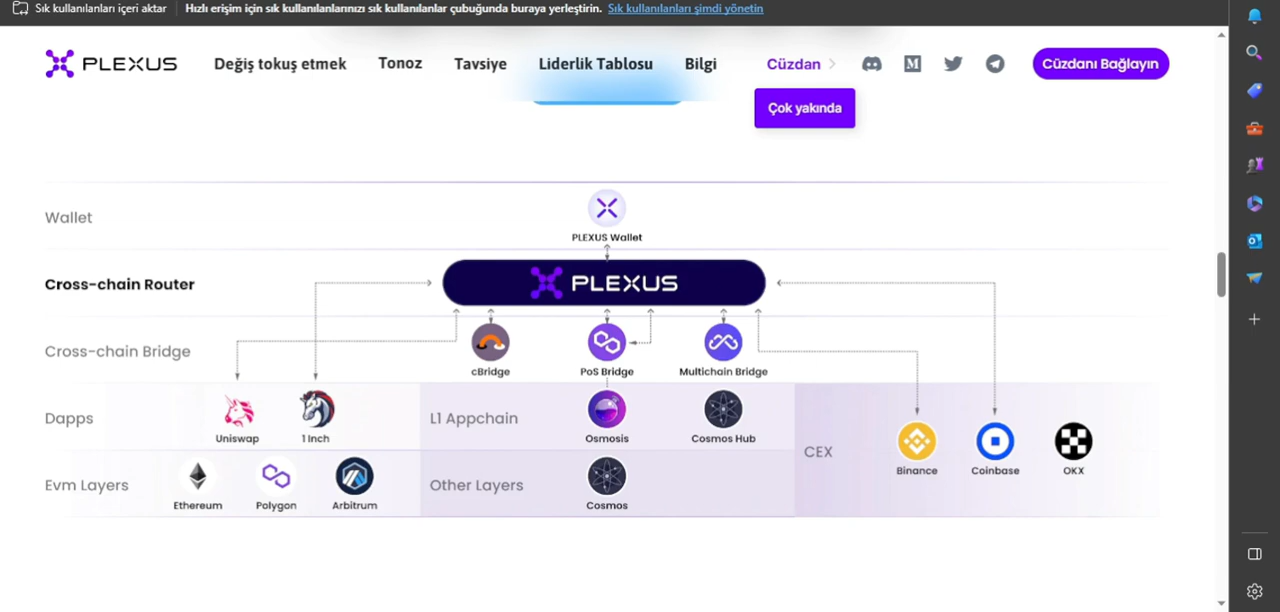 Sık kullanılanları içeri aktar
Hızlı erişim için sık kullanılanlarınızı sık kullanılanlar çubuğunda buraya yerleştirin. Sık kullanılanları şimdi yönetin
PLEXUS
Değiş tokuş etmek
Tonoz
Tavsiye
Liderlik Tablosu
Bilgi
Cüzdan
Cüzdanı Bağlayın
Çok yakında
Wallet
PLEXUS Wallet
Cross-chain Router
PLEXUS
Cross-chain Bridge
cBridge
PoS Bridge
Multichain Bridge
Dapps
Uniswap
1 Inch
L1 Appchain
Osmosis
Cosmos Hub
CEX
Binance
Coinbase
OKX
Evm Layers
Ethereum
Polygon
Arbitrum
Other Layers
Cosmos